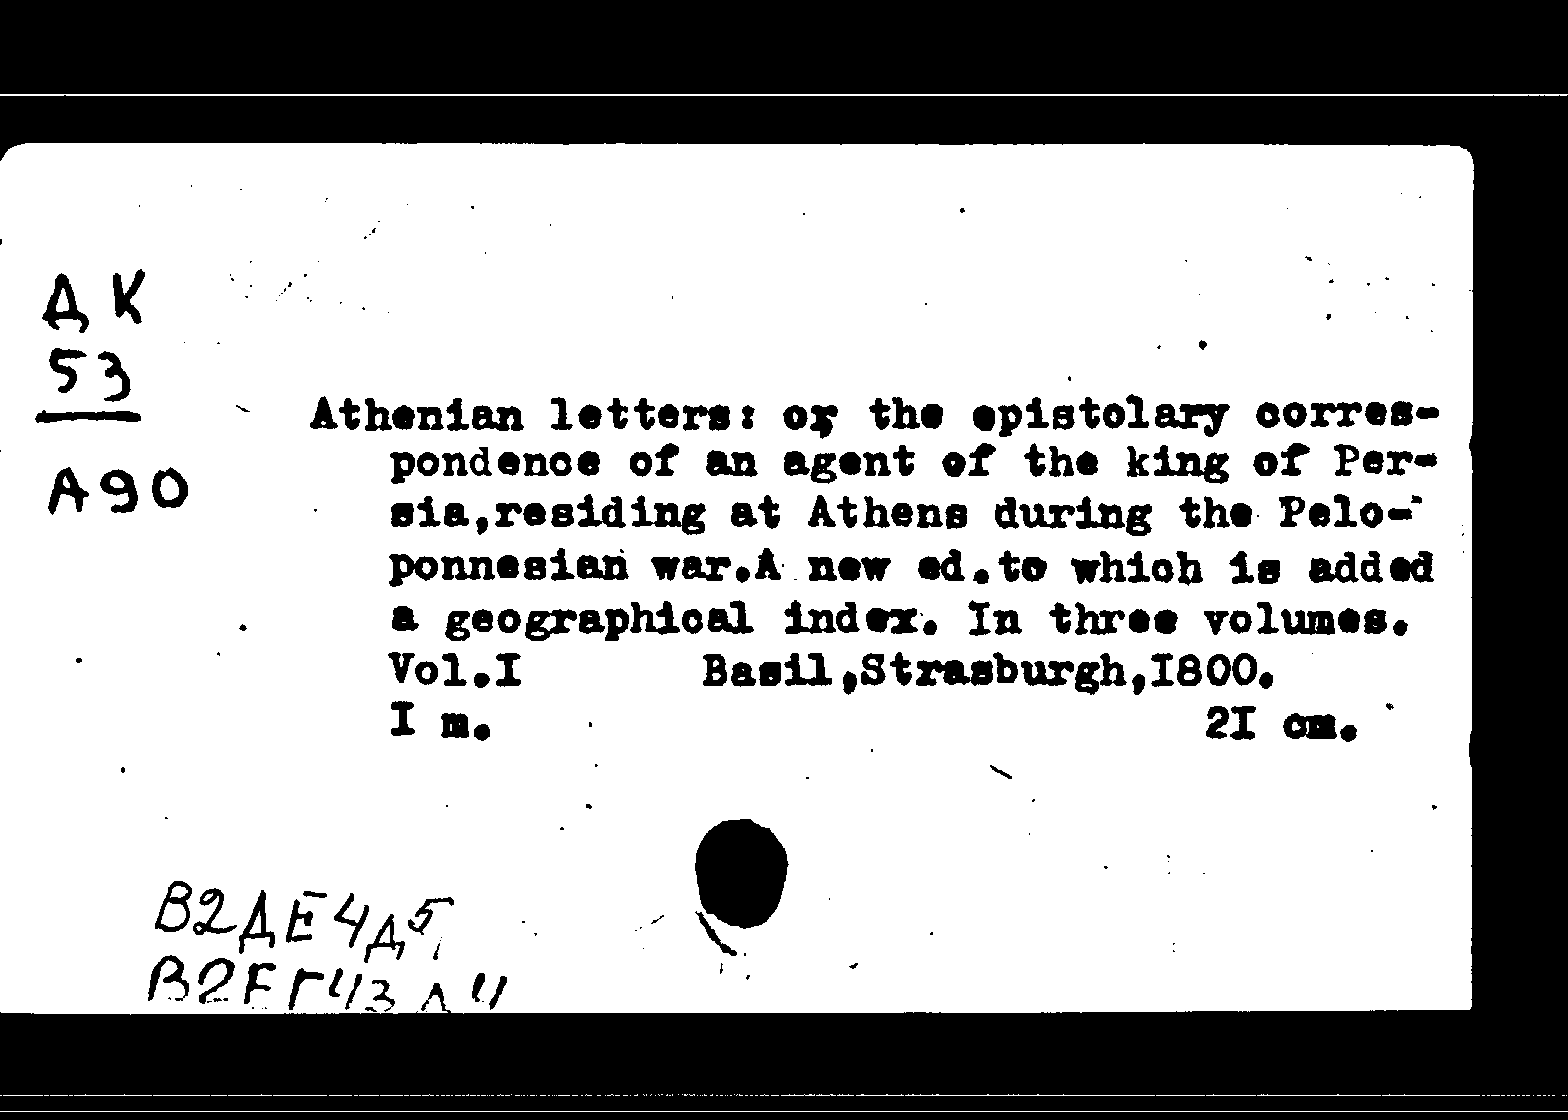 ДК
53
А90
Athenian letters: or, the epistolary corres-
pondence of an agent of the king of Per-
sia,residing at Athens during the Pelo-
ponnesian war.A new ed.to which is added
a geographical index. In three volumes.
Vol.I Basil,Strasburgh,I800.
I m. 2I cm.
В2ДЕ4Д5